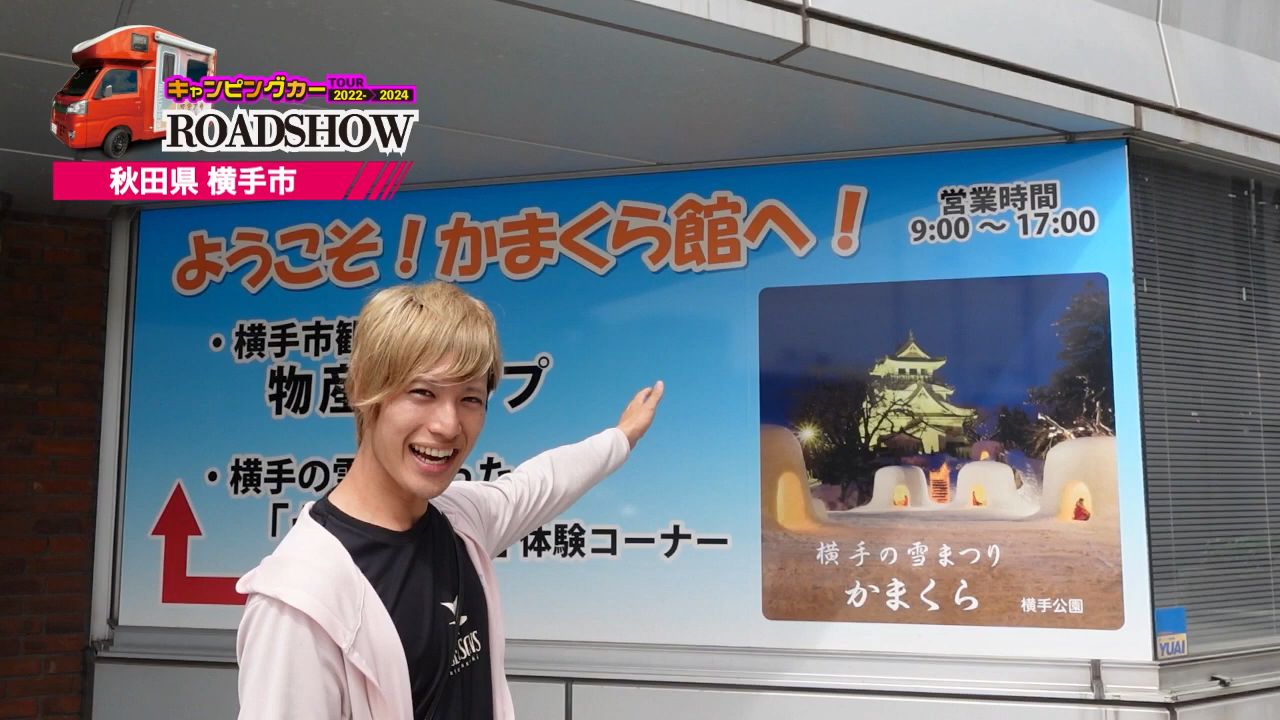 キャンピングカー
TOUR
2022-2024
ROADSHOW
秋田県 横手市
ようこそ!かまくら館へ!
営業時間
9:00 ～ 17:00
・横手市観
物産 プ
・横手の雪 た
「 体験コーナー
横手の雪まつり
かまくら
横手公園
YUAI